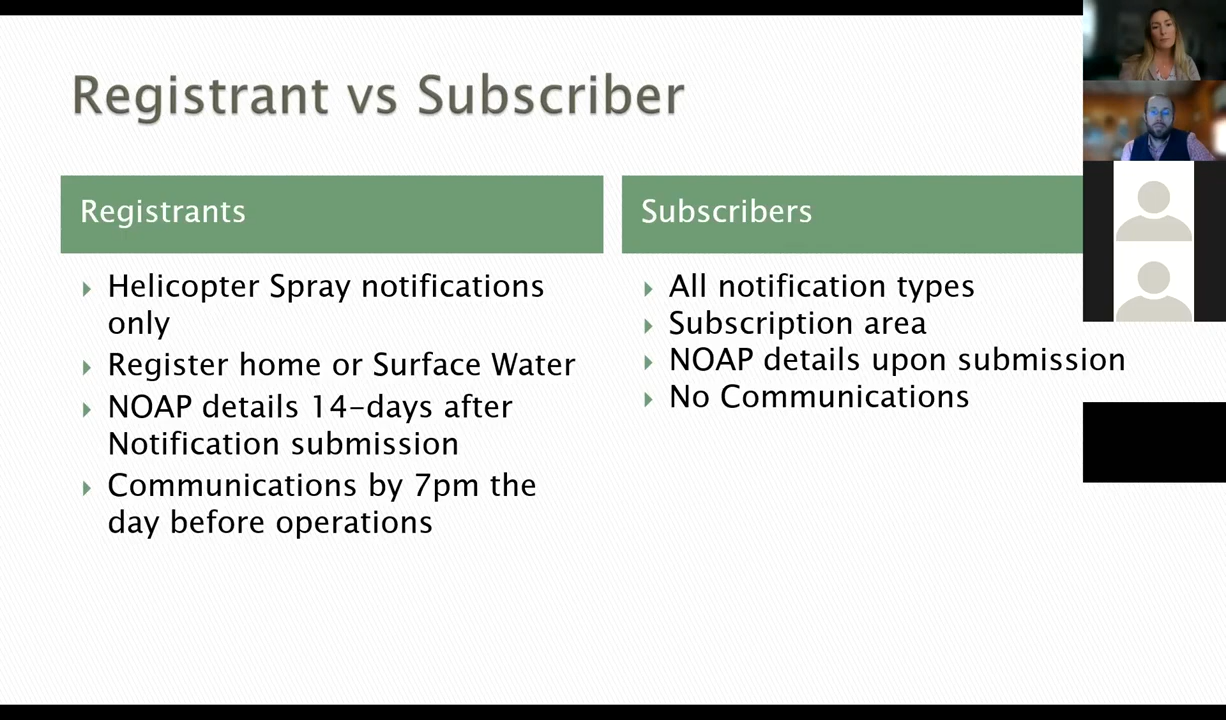 Registrant vs Subscriber
Registrants
Helicopter Spray notifications
only
Register home or Surface Water
NOAP details 14-days after
Notification submission
Communications by 7pm the
day before operations
Subscribers
All notification types
Subscription area
NOAP details upon submission
No Communications